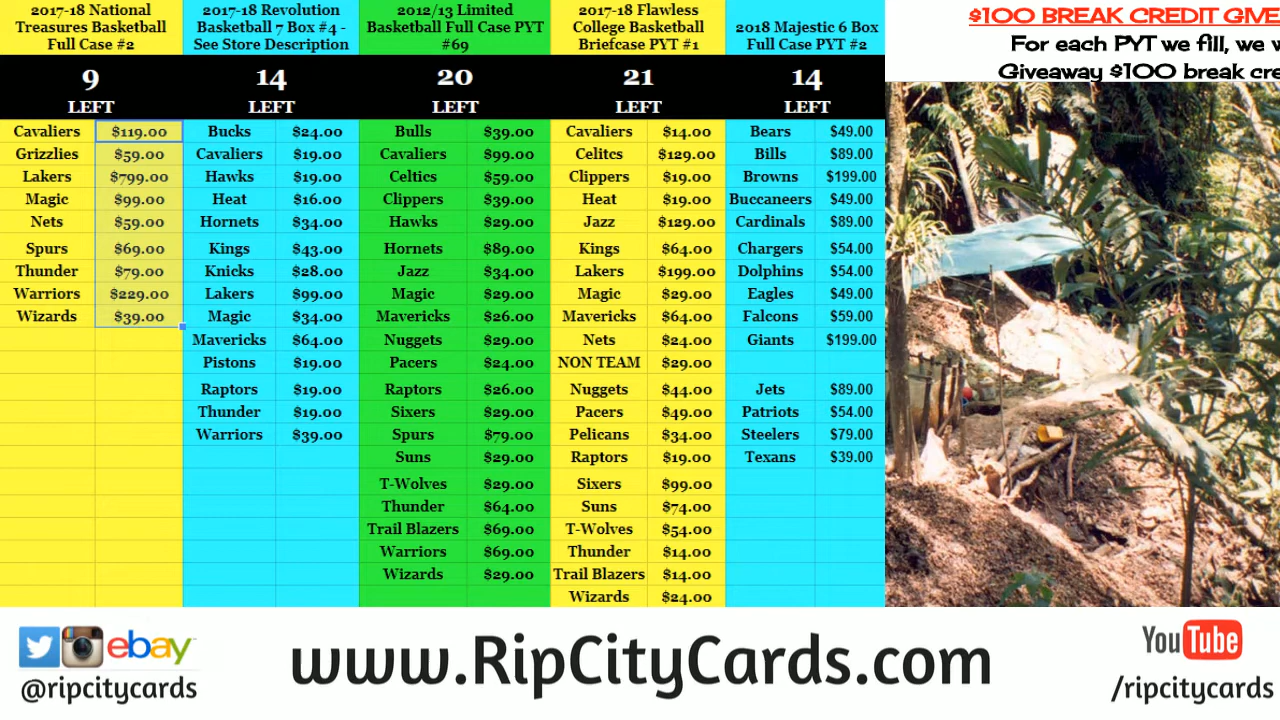 2017-18 National
Treasures Basketball
Full Case #2
9
LEFT
Cavaliers $119.00
Grizzlies $59.00
Lakers $799.00
Magic $99.00
Nets $59.00
Spurs $69.00
Thunder $79.00
Warriors $229.00
Wizards $39.00
2017-18 Revolution
Basketball 7 Box #4 -
See Store Description
14
LEFT
Bucks $24.00
Cavaliers $19.00
Hawks $19.00
Heat $16.00
Hornets $34.00
Kings $43.00
Knicks $28.00
Lakers $99.00
Magic $34.00
Mavericks $64.00
Pistons $19.00
Raptors $19.00
Thunder $19.00
Warriors $39.00
2012/13 Limited
Basketball Full Case PYT
#69
20
LEFT
Bulls $39.00
Cavaliers $99.00
Celtics $59.00
Clippers $39.00
Hawks $29.00
Hornets $89.00
Jazz $34.00
Magic $29.00
Mavericks $26.00
Nuggets $29.00
Pacers $24.00
Raptors $26.00
Sixers $29.00
Spurs $79.00
Suns $29.00
T-Wolves $29.00
Thunder $64.00
Trail Blazers $69.00
Warriors $69.00
Wizards $29.00
2017-18 Flawless
College Basketball
Briefcase PYT #1
21
LEFT
Cavaliers $14.00
Celitcs $129.00
Clippers $19.00
Heat $19.00
Jazz $129.00
Kings $64.00
Lakers $199.00
Magic $29.00
Mavericks $64.00
Nets $24.00
NON TEAM $29.00
Nuggets $44.00
Pacers $49.00
Pelicans $34.00
Raptors $19.00
Sixers $99.00
Suns $74.00
T-Wolves $54.00
Thunder $14.00
Trail Blazers $14.00
Wizards $24.00
2018 Majestic 6 Box
Full Case PYT #2
14
LEFT
Bears $49.00
Bills $89.00
Browns $199.00
Buccaneers $49.00
Cardinals $89.00
Chargers $54.00
Dolphins $54.00
Eagles $49.00
Falcons $59.00
Giants $199.00
Jets $89.00
Patriots $54.00
Steelers $79.00
Texans $39.00
$100 BREAK CREDIT GIVE
For each PYT we fill, we w
Giveaway $100 break cre
ebay
@ripcitycards
www.RipCityCards.com
YouTube
/ripcitycards